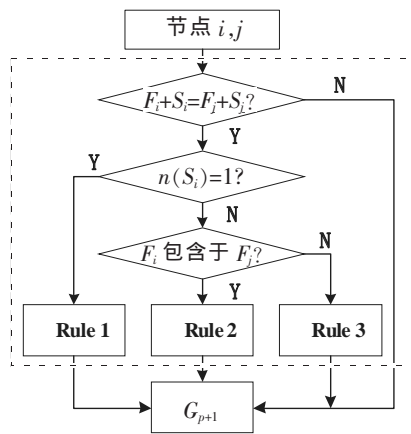 节点 i,j
N
F_i+S_i=F_j+S_j?
Y
Y
n(S_i)=1?
N
N
F_i 包含于 F_j?
Y
Rule 1
Rule 2
Rule 3
G_{p+1}